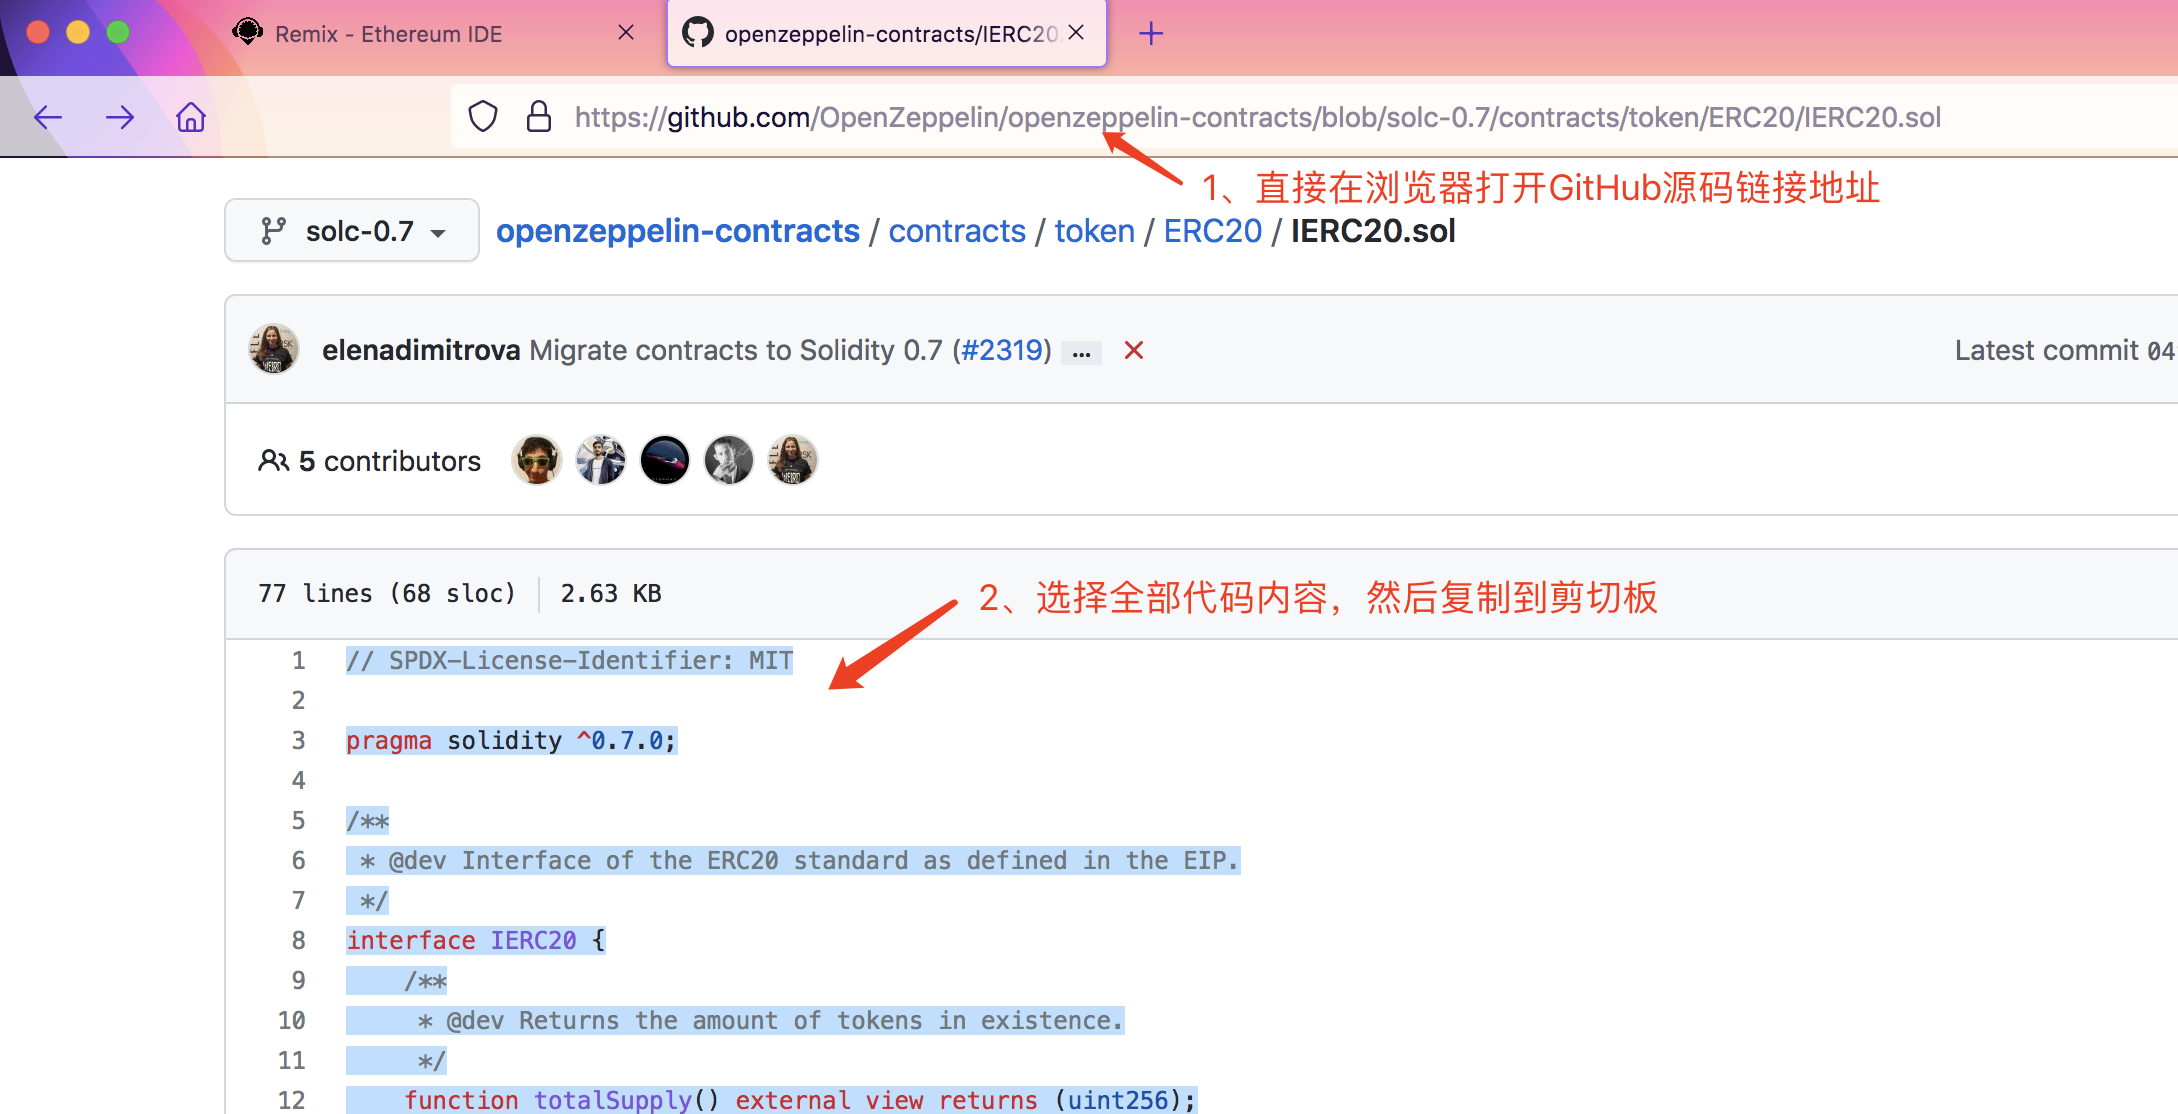 Remix - Ethereum IDE
openzeppelin-contracts/IERC20.
https://github.com/OpenZeppelin/openzeppelin-contracts/blob/solc-0.7/contracts/token/ERC20/IERC20.sol
1、直接在浏览器打开GitHub源码链接地址
solc-0.7
openzeppelin-contracts / contracts / token / ERC20 / IERC20.sol
elenadimitrova Migrate contracts to Solidity 0.7 (#2319) ...
Latest commit 04
5 contributors
77 lines (68 sloc) 2.63 KB
2、选择全部代码内容，然后复制到剪切板
1 // SPDX-License-Identifier: MIT
2
3 pragma solidity ^0.7.0;
4
5 /**
6 * @dev Interface of the ERC20 standard as defined in the EIP.
7 */
8 interface IERC20 {
9 /**
10 * @dev Returns the amount of tokens in existence.
11 */
12 function totalSupply() external view returns (uint256);